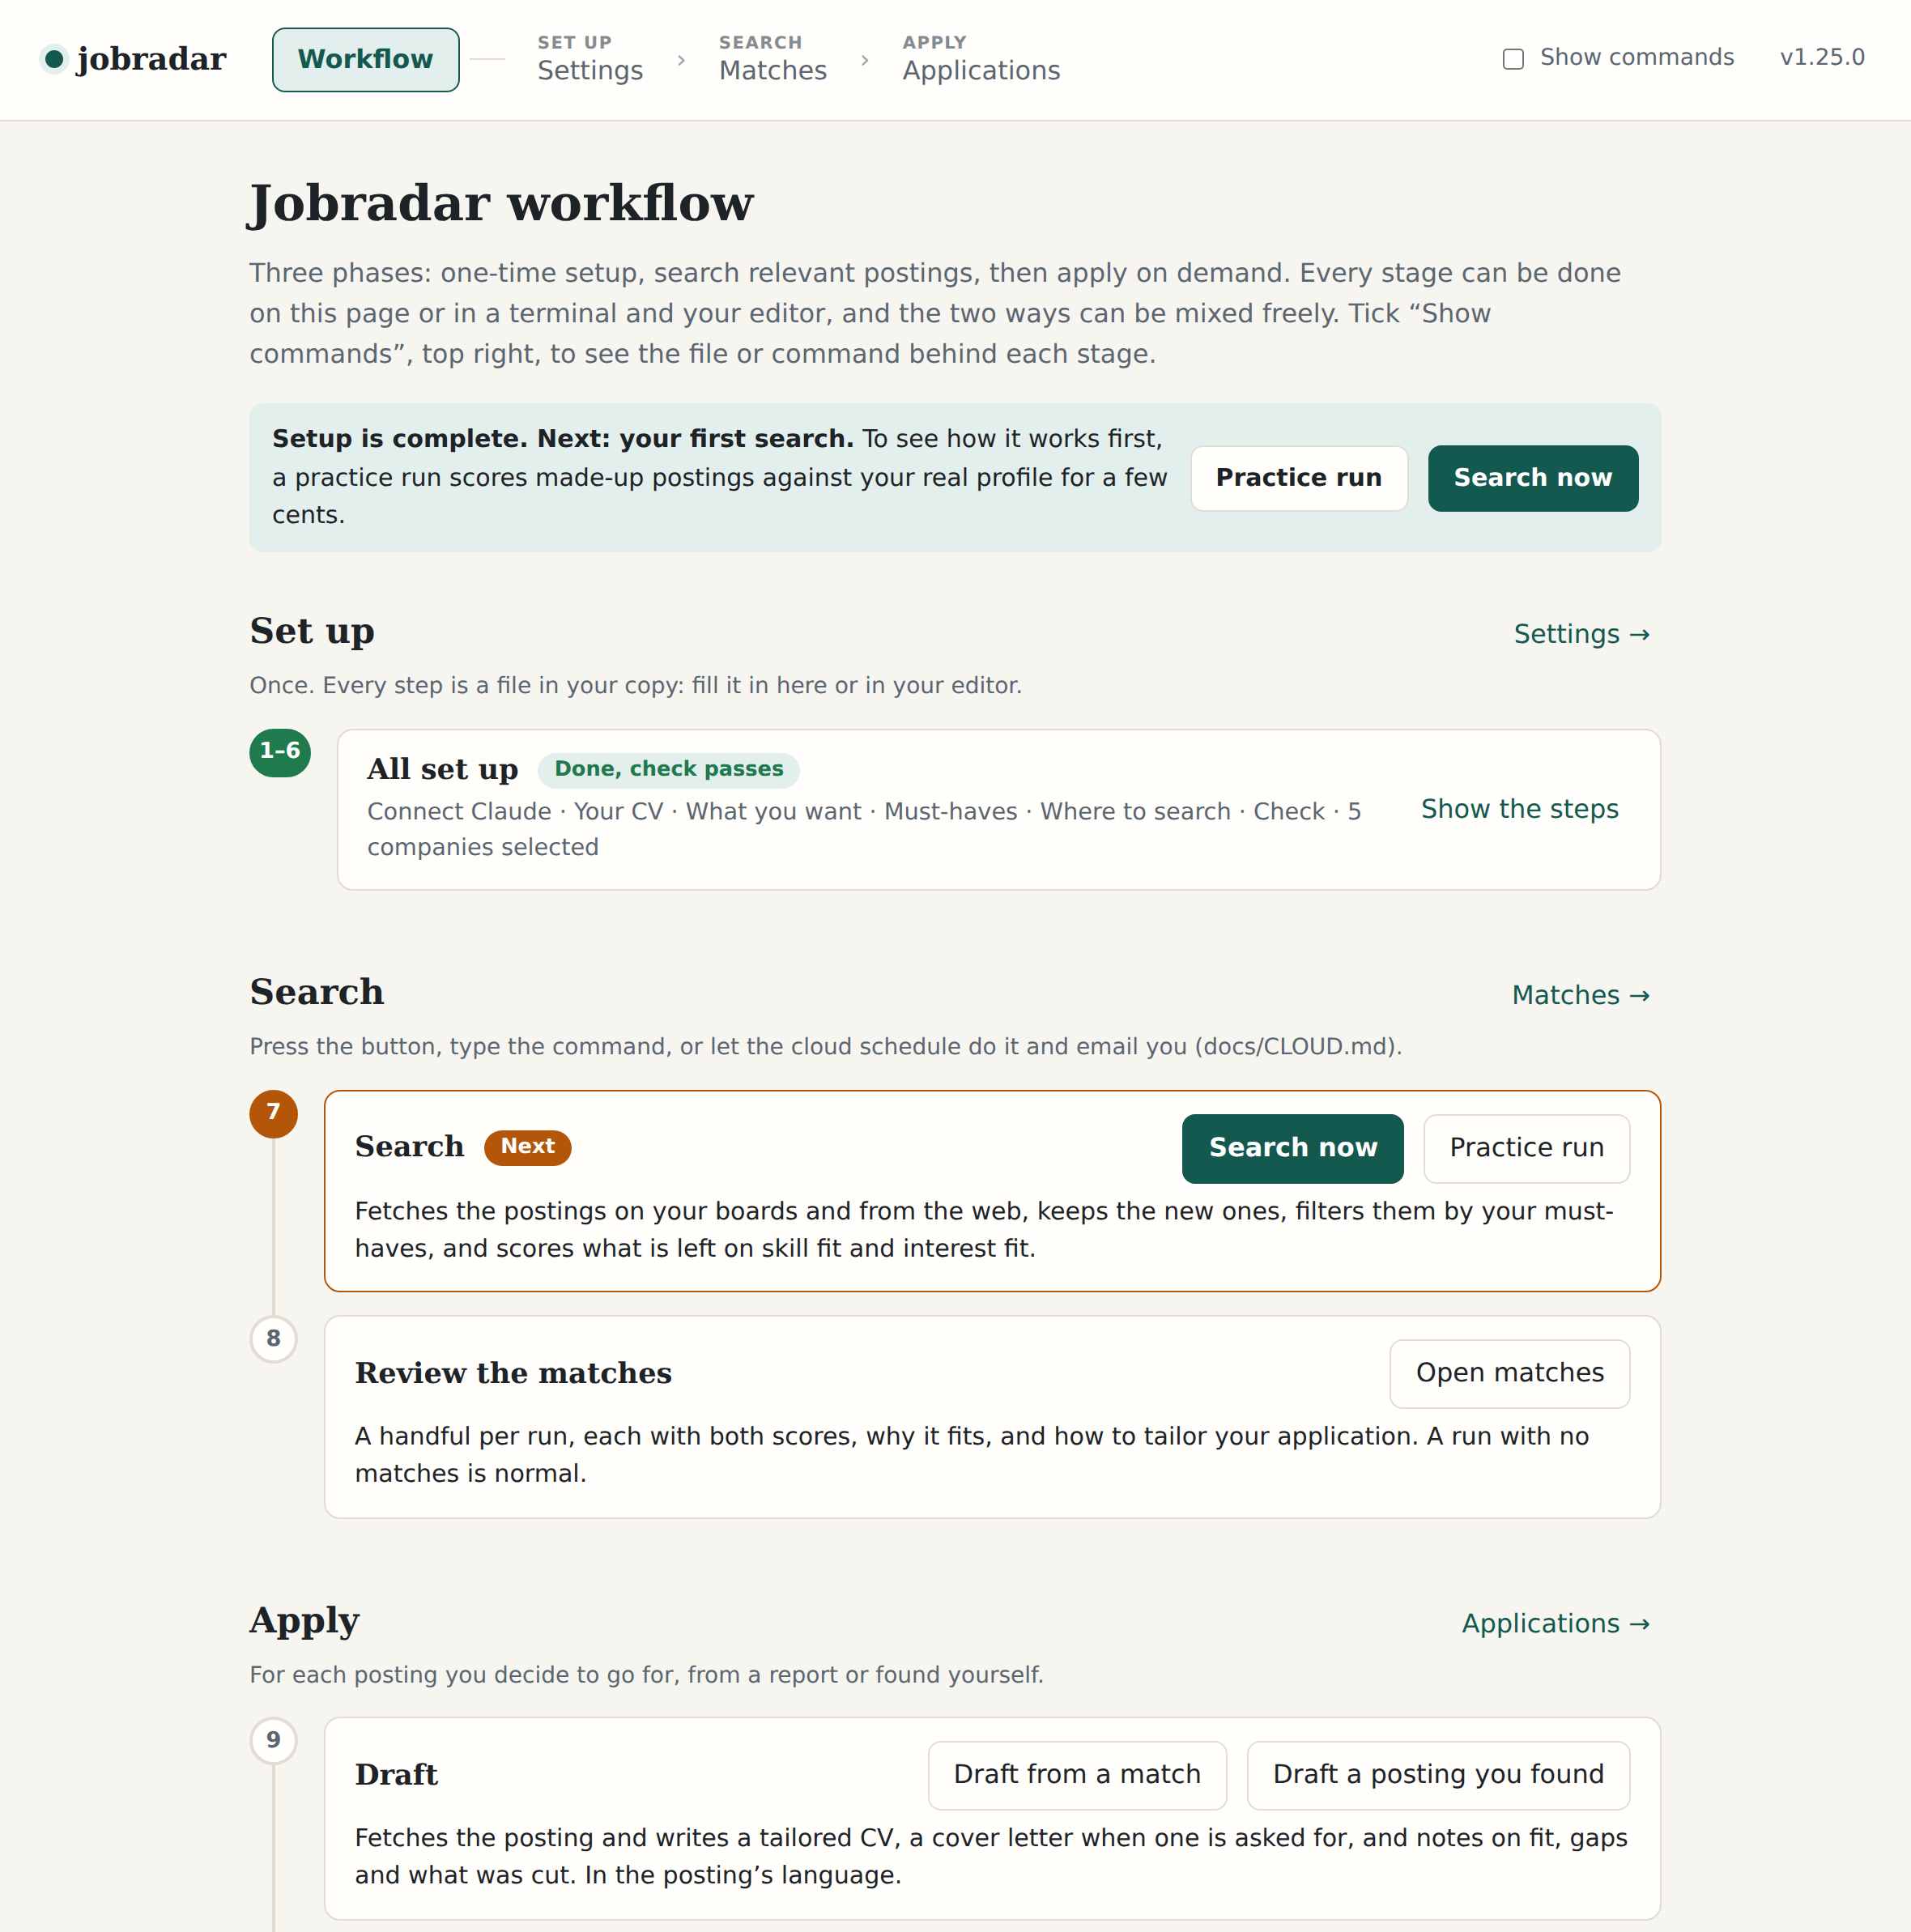 jobradar
Workflow
SET UP
Settings
›
SEARCH
Matches
›
APPLY
Applications
Show commands
v1.25.0
Jobradar workflow
Three phases: one-time setup, search relevant postings, then apply on demand. Every stage can be done
on this page or in a terminal and your editor, and the two ways can be mixed freely. Tick “Show
commands”, top right, to see the file or command behind each stage.
Setup is complete. Next: your first search. To see how it works first,
a practice run scores made-up postings against your real profile for a few
cents.
Practice run
Search now
Set up
Settings →
Once. Every step is a file in your copy: fill it in here or in your editor.
1–6
All set up
Done, check passes
Connect Claude · Your CV · What you want · Must-haves · Where to search · Check · 5
companies selected
Show the steps
Search
Matches →
Press the button, type the command, or let the cloud schedule do it and email you (docs/CLOUD.md).
7
Search
Next
Search now
Practice run
Fetches the postings on your boards and from the web, keeps the new ones, filters them by your must-
haves, and scores what is left on skill fit and interest fit.
8
Review the matches
Open matches
A handful per run, each with both scores, why it fits, and how to tailor your application. A run with no
matches is normal.
Apply
Applications →
For each posting you decide to go for, from a report or found yourself.
9
Draft
Draft from a match
Draft a posting you found
Fetches the posting and writes a tailored CV, a cover letter when one is asked for, and notes on fit, gaps
and what was cut. In the posting’s language.